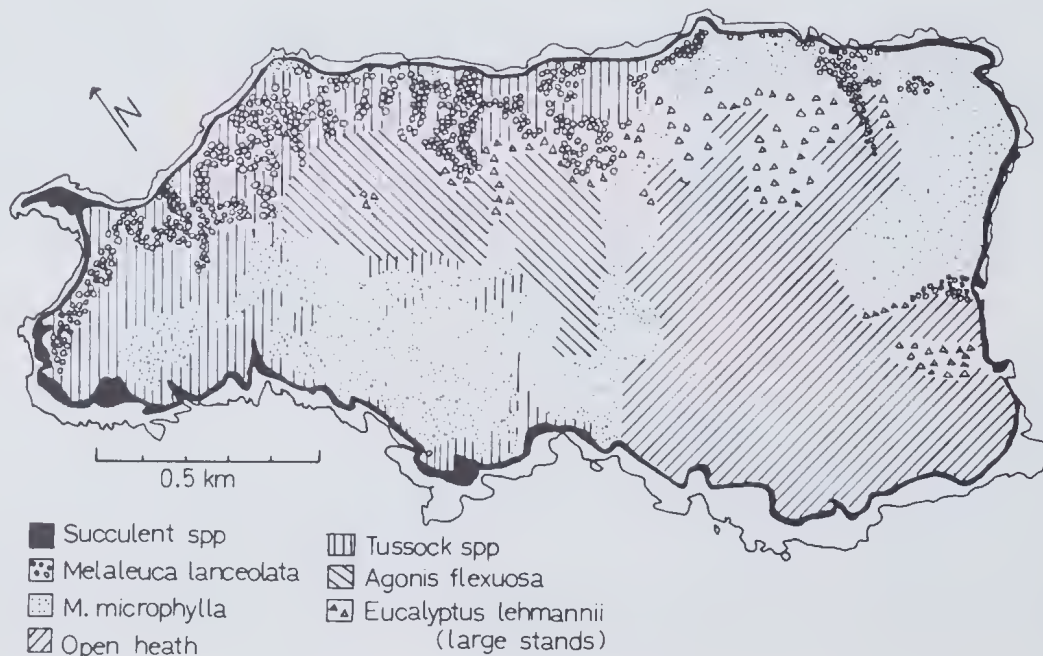 N
0.5 km
Succulent spp
Melaleuca lanceolata
M. microphylla
Open heath
Tussock spp
Agonis flexuosa
Eucalyptus lehmannii
(large stands)